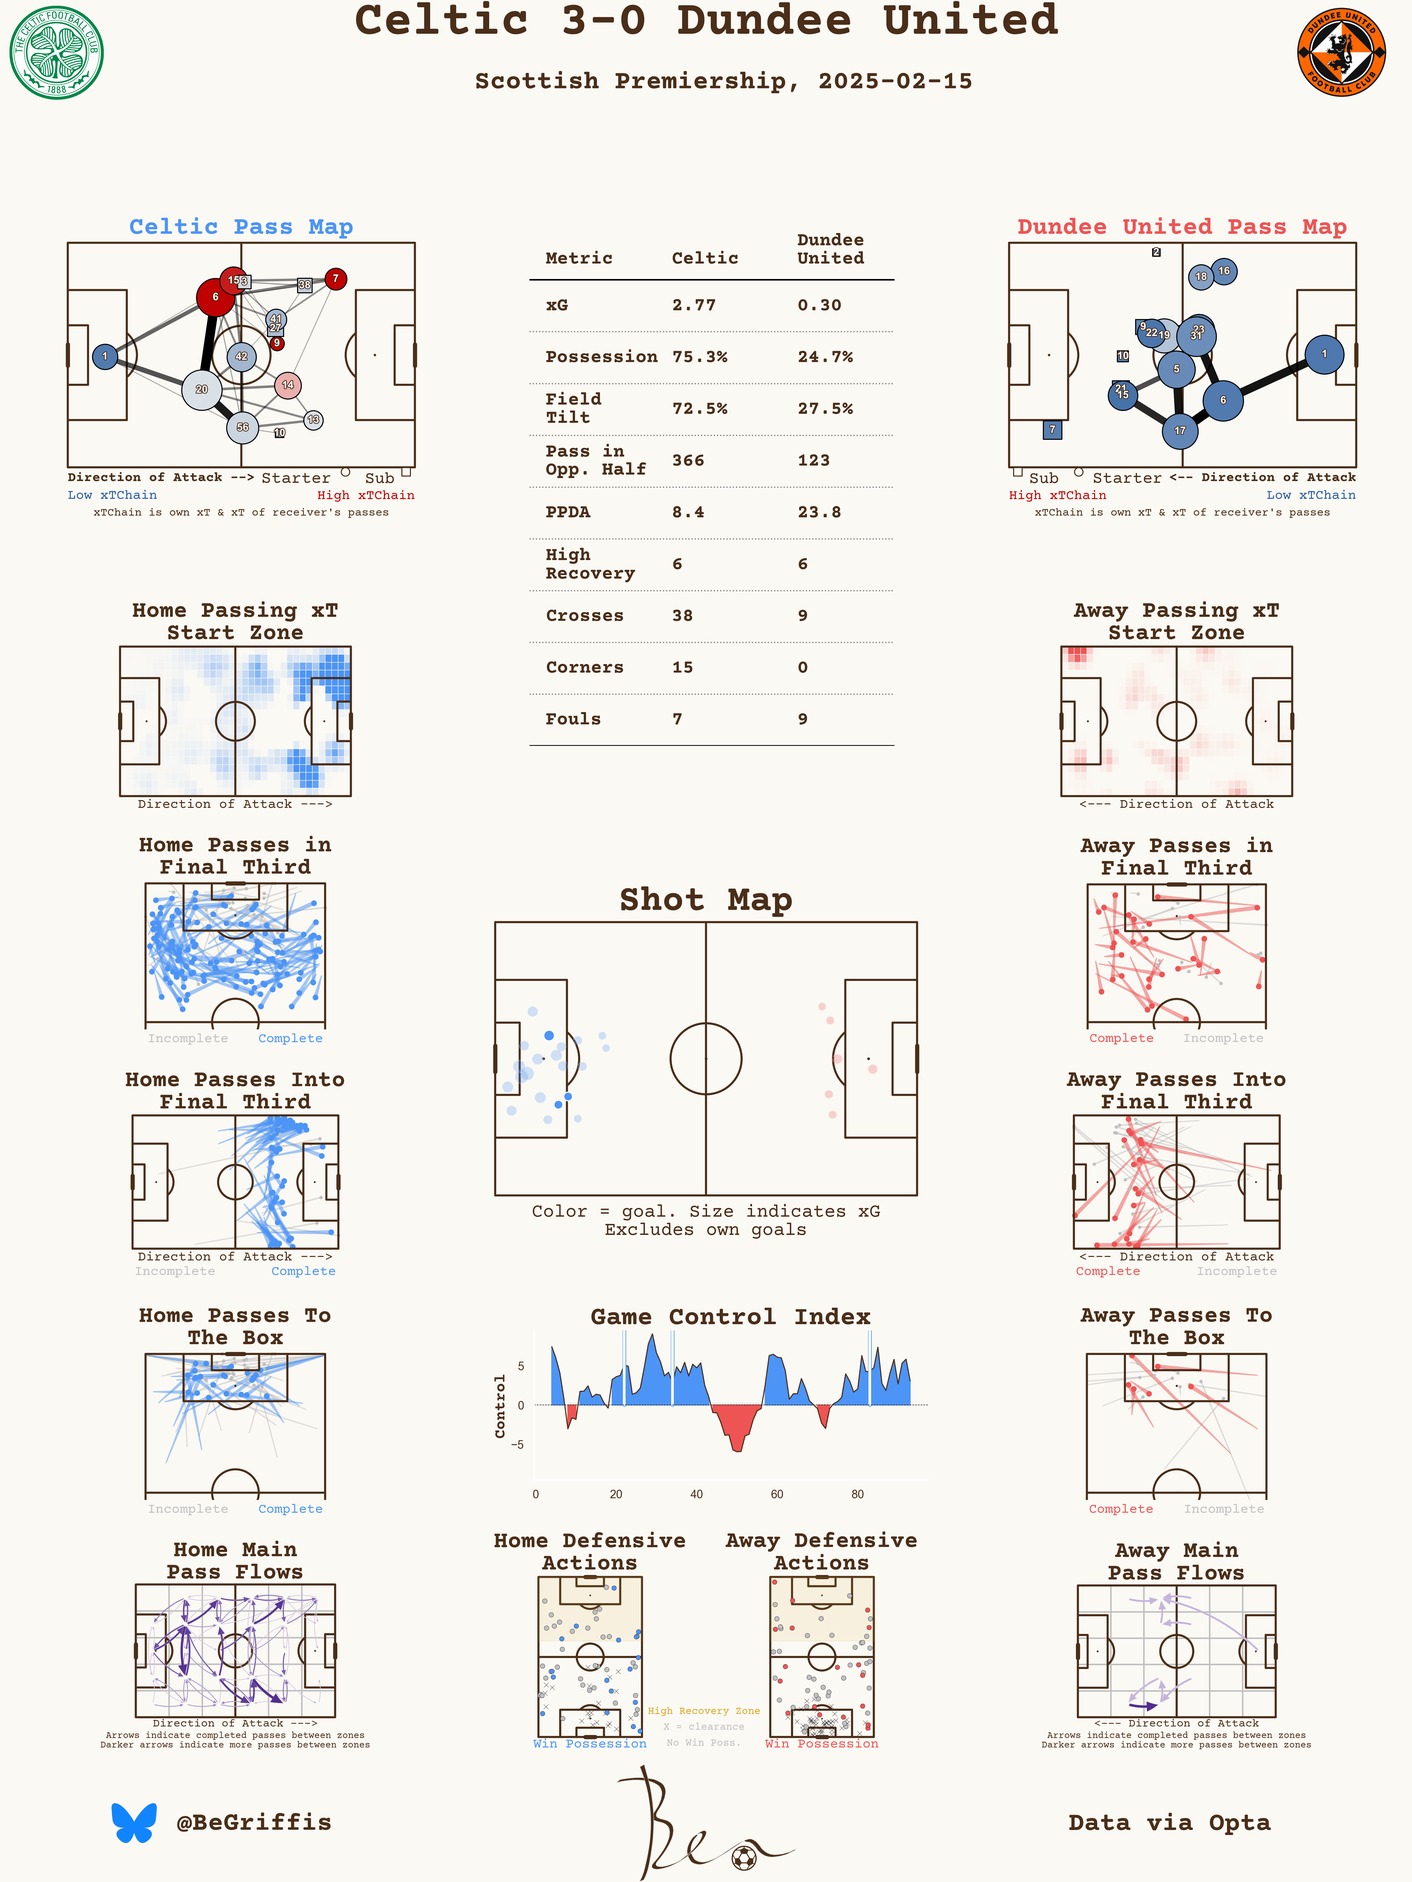 Celtic 3-0 Dundee United
Scottish Premiership, 2025-02-15
THE CELTIC FOOTBALL CLUB
1888
DUNDEE UNITED
FOOTBALL CLUB
Celtic Pass Map
1
6
15
3
38
7
41
27
9
42
20
14
13
56
10
Direction of Attack --> Starter Sub
Low xTChain High xTChain
xTChain is own xT & xT of receiver's passes
Metric Celtic Dundee United
xG 2.77 0.30
Possession 75.3% 24.7%
Field Tilt 72.5% 27.5%
Pass in Opp. Half 366 123
PPDA 8.4 23.8
High Recovery 6 6
Crosses 38 9
Corners 15 0
Fouls 7 9
Dundee United Pass Map
2
18
16
9
22
19
23
31
10
1
5
21
15
6
7
17
Sub Starter <-- Direction of Attack
High xTChain Low xTChain
xTChain is own xT & xT of receiver's passes
Home Passing xT
Start Zone
Direction of Attack --->
Away Passing xT
Start Zone
<--- Direction of Attack
Home Passes in
Final Third
Incomplete Complete
Away Passes in
Final Third
Complete Incomplete
Shot Map
Color = goal. Size indicates xG
Excludes own goals
Home Passes Into
Final Third
Direction of Attack --->
Incomplete Complete
Away Passes Into
Final Third
<--- Direction of Attack
Complete Incomplete
Home Passes To
The Box
Incomplete Complete
Game Control Index
Control
5
0
−5
0 20 40 60 80
Away Passes To
The Box
Complete Incomplete
Home Main
Pass Flows
Direction of Attack --->
Arrows indicate completed passes between zones
Darker arrows indicate more passes between zones
Home Defensive
Actions
Win Possession
High Recovery Zone
X = clearance
No Win Poss.
Away Defensive
Actions
Win Possession
Away Main
Pass Flows
<--- Direction of Attack
Arrows indicate completed passes between zones
Darker arrows indicate more passes between zones
@BeGriffis
Ben
Data via Opta